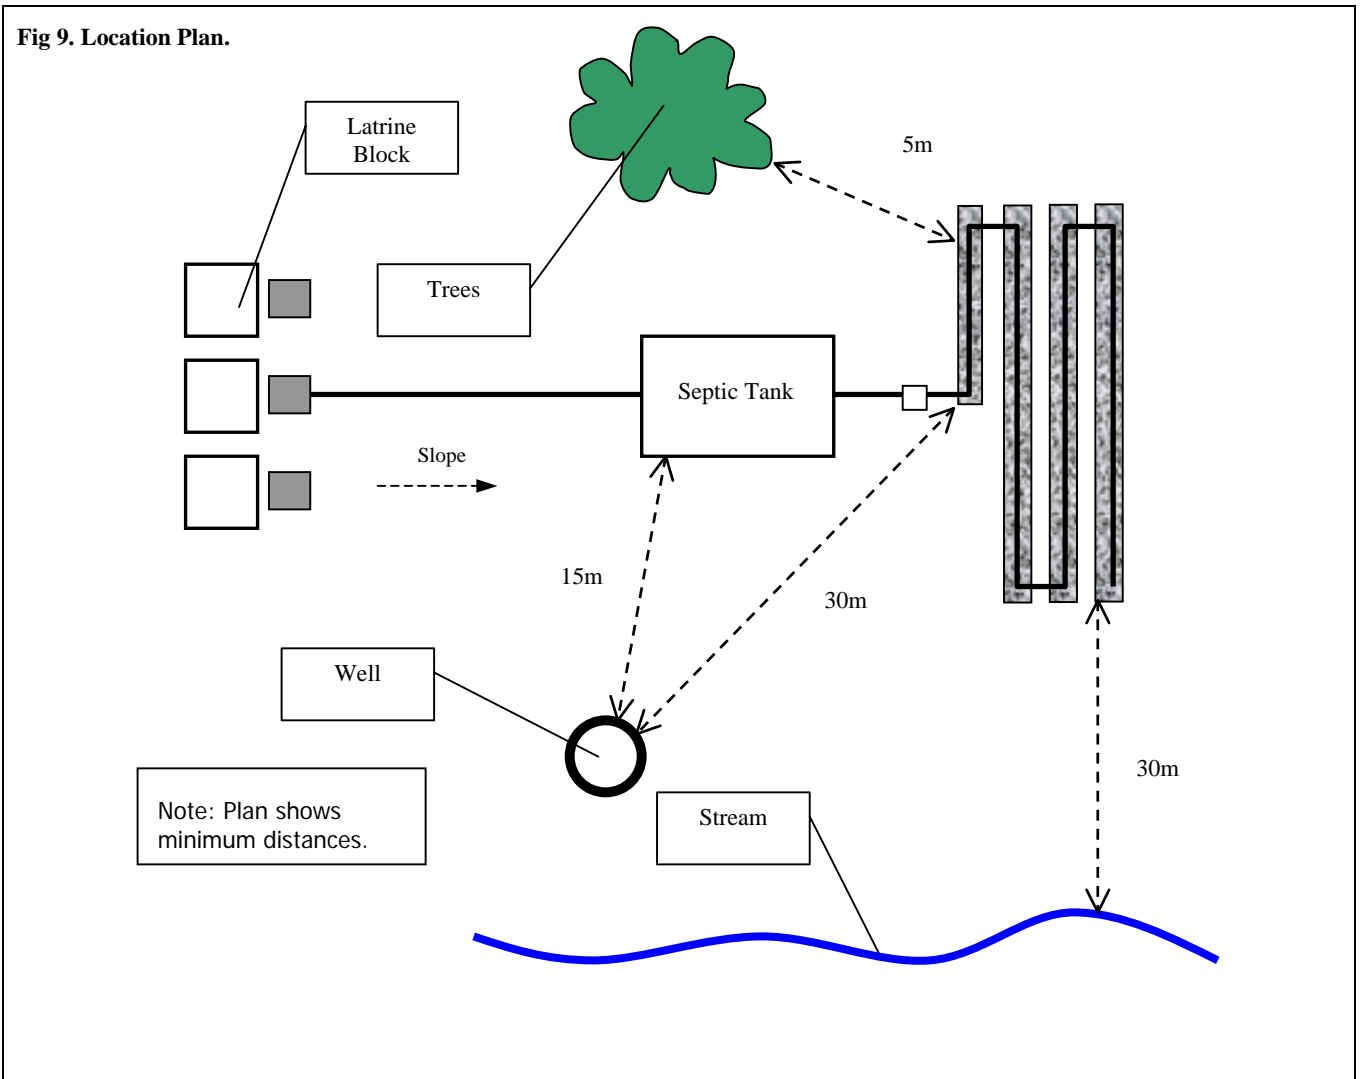 Fig 9. Location Plan.
Latrine
Block
5m
Trees
Septic Tank
Slope
15m
30m
Well
30m
Note: Plan shows
minimum distances.
Stream